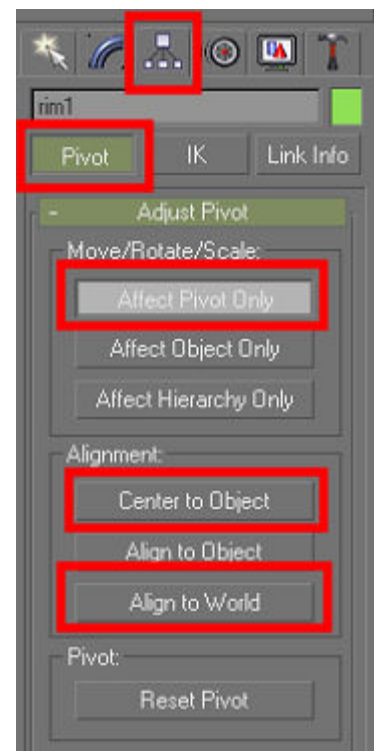 rim1
Pivot IK Link Info
- Adjust Pivot
Move/Rotate/Scale:
Affect Pivot Only
Affect Object Only
Affect Hierarchy Only
Alignment:
Center to Object
Align to Object
Align to World
Pivot:
Reset Pivot